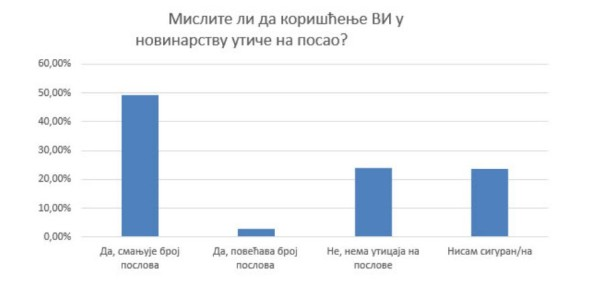 Мислите ли да коришћење ВИ у
новинарству утиче на посао?
60,00%
50,00%
40,00%
30,00%
20,00%
10,00%
0,00%
Да, смањује број
послова
Да, повећава број
послова
Не, нема утицаја на
послове
Нисам сигуран/на